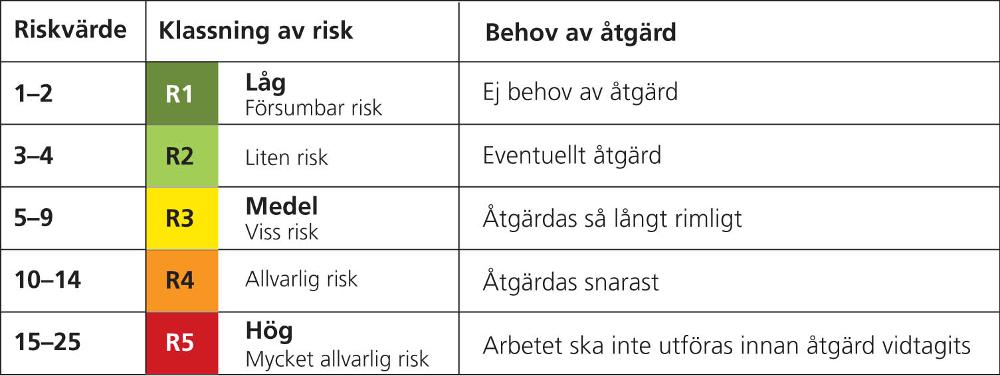 Riskvärde Klassning av risk Behov av åtgärd
1–2 R1 Låg Ej behov av åtgärd
Försumbar risk
3–4 R2 Liten risk Eventuellt åtgärd
5–9 R3 Medel Åtgärdas så långt rimligt
Viss risk
10–14 R4 Allvarlig risk Åtgärdas snarast
15–25 R5 Hög Arbetet ska inte utföras innan åtgärd vidtagits
Mycket allvarlig risk